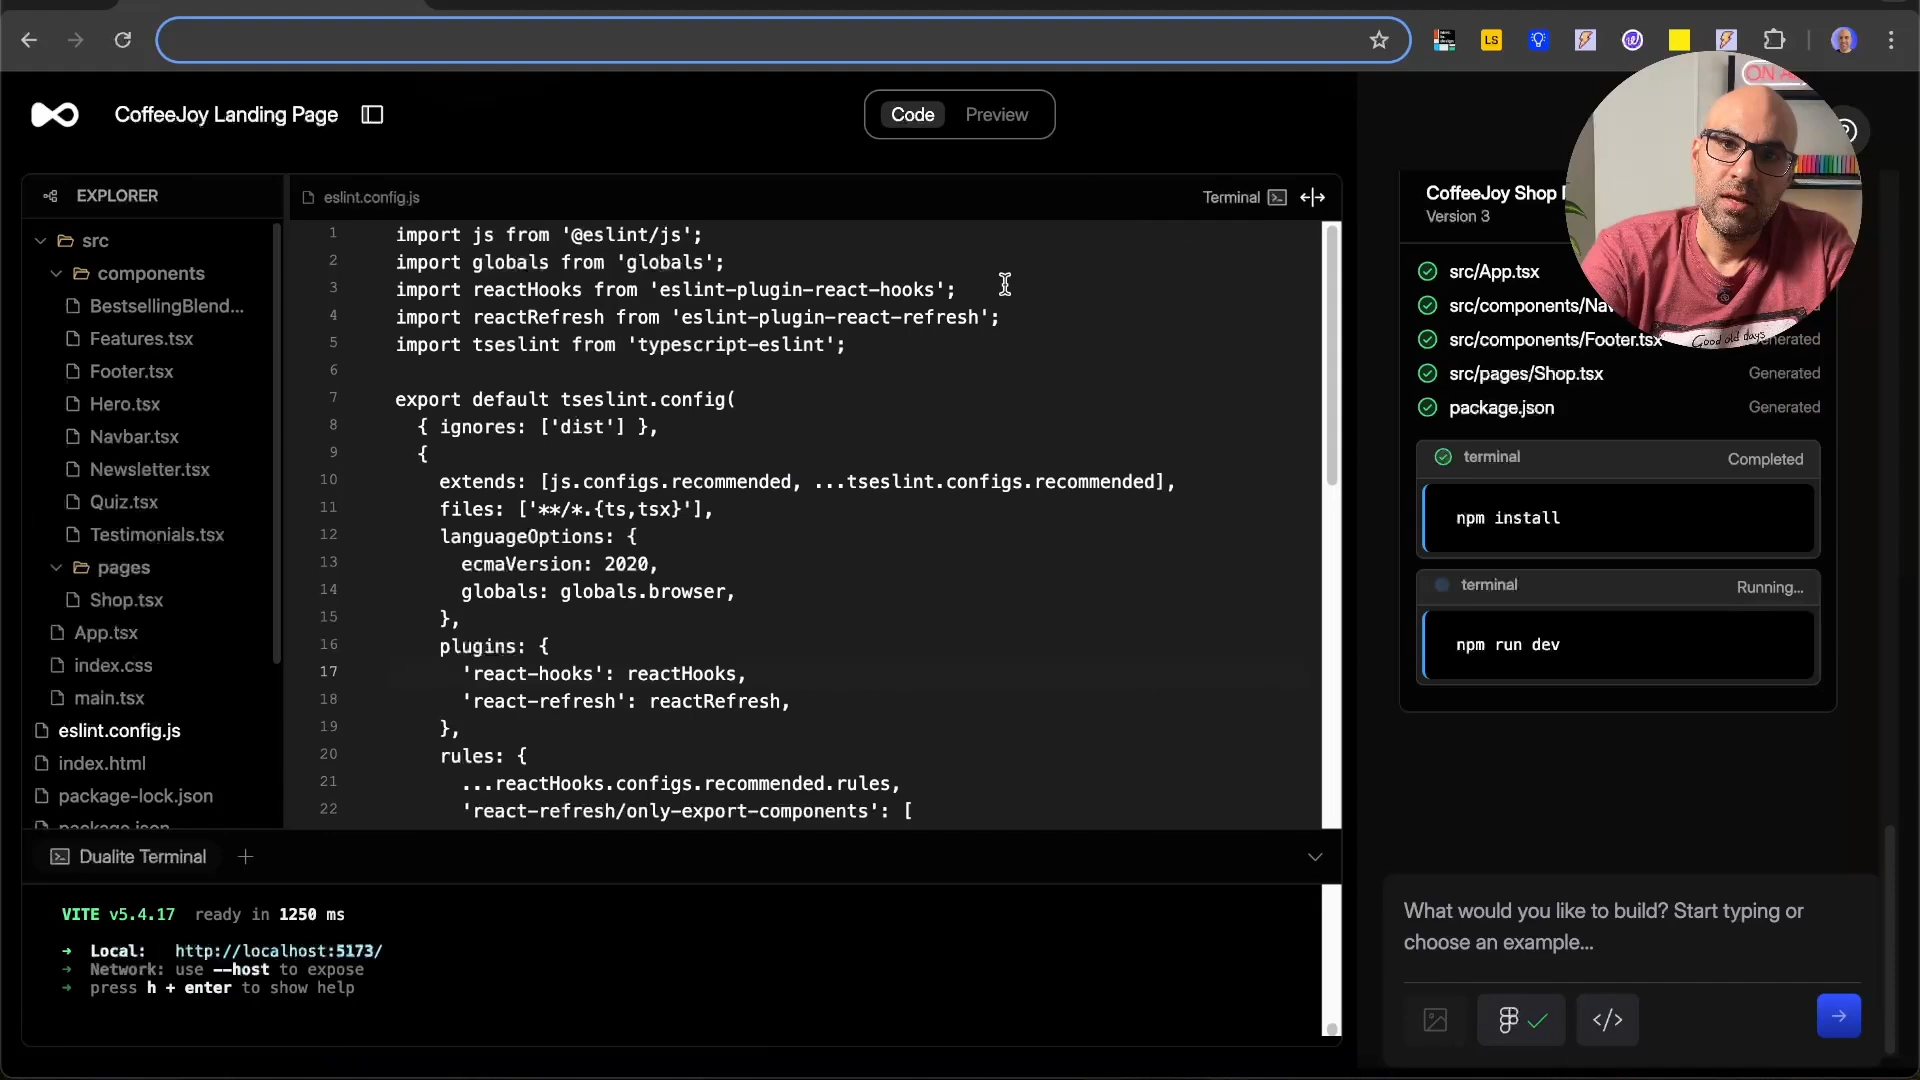 LS
ON A
CoffeeJoy Landing Page
Code Preview
EXPLORER
src
components
BestsellingBlend...
Features.tsx
Footer.tsx
Hero.tsx
Navbar.tsx
Newsletter.tsx
Quiz.tsx
Testimonials.tsx
pages
Shop.tsx
App.tsx
index.css
main.tsx
eslint.config.js
index.html
package-lock.json
package.json
eslint.config.js
Terminal
1 import js from '@eslint/js';
2 import globals from 'globals';
3 import reactHooks from 'eslint-plugin-react-hooks';
4 import reactRefresh from 'eslint-plugin-react-refresh';
5 import tseslint from 'typescript-eslint';
6
7 export default tseslint.config(
8 { ignores: ['dist'] },
9 {
10 extends: [js.configs.recommended, ...tseslint.configs.recommended],
11 files: ['**/*.{ts,tsx}'],
12 languageOptions: {
13 ecmaVersion: 2020,
14 globals: globals.browser,
15 },
16 plugins: {
17 'react-hooks': reactHooks,
18 'react-refresh': reactRefresh,
19 },
20 rules: {
21 ...reactHooks.configs.recommended.rules,
22 'react-refresh/only-export-components': [
Dualite Terminal
VITE v5.4.17 ready in 1250 ms
➜ Local: http://localhost:5173/
➜ Network: use --host to expose
➜ press h + enter to show help
CoffeeJoy Shop
Version 3
src/App.tsx
src/components/Nav
src/components/Footer.tsx nerated
src/pages/Shop.tsx Generated
package.json Generated
terminal Completed
npm install
terminal Running...
npm run dev
What would you like to build? Start typing or
choose an example...
Good old days